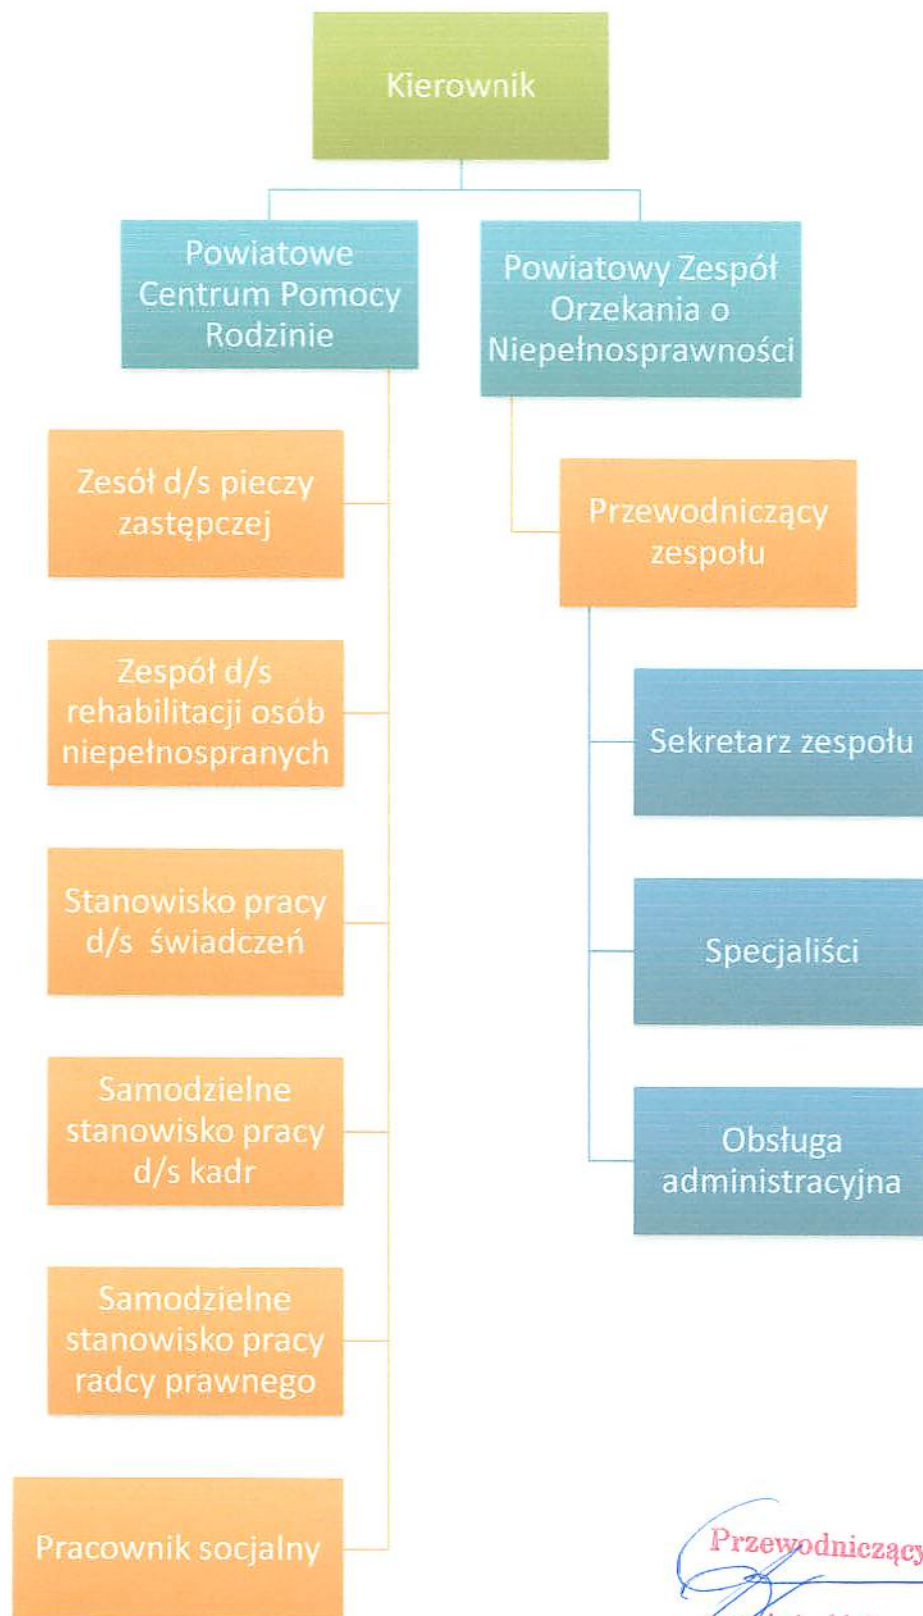 Kierownik
Powiatowe
Centrum Pomocy
Rodzinie
Powiatowy Zespół
Orzekania o
Niepełnosprawności
Zesół d/s pieczy
zastępczej
Zespół d/s
rehabilitacji osób
niepełnospranych
Stanowisko pracy
d/s świadczeń
Samodzielne
stanowisko pracy
d/s kadr
Samodzielne
stanowisko pracy
radcy prawnego
Pracownik socjalny
Przewodniczący
zespołu
Sekretarz zespołu
Specjaliści
Obsługa
administracyjna
Przewodniczący